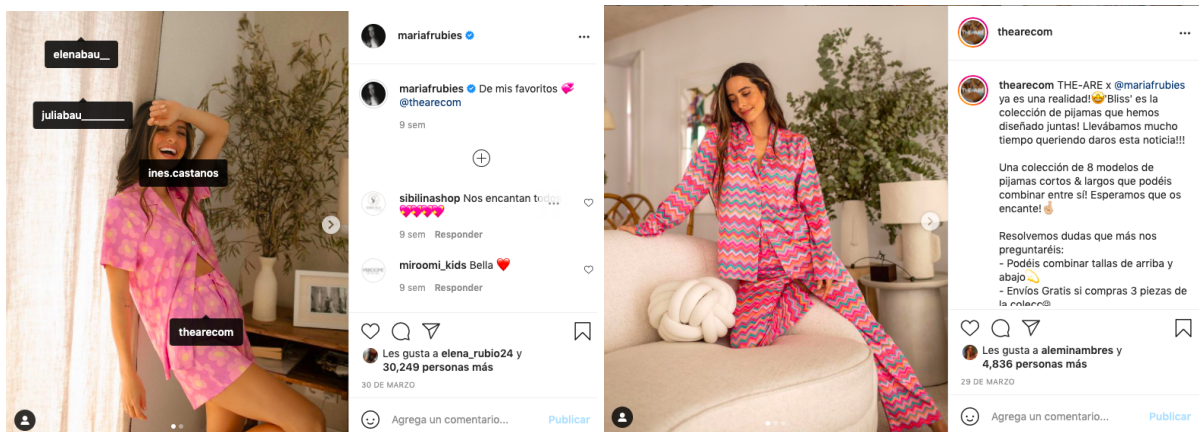 elenabau__
juliabau_________
ines.castanos
thearecom
mariafrubies
mariafrubies De mis favoritos 💞
@thearecom
9 sem
sibilinashop Nos encantan
💝💝💝💝💝
9 sem Responder
miroomi_kids Bella ❤️
9 sem Responder
Les gusta a elena_rubio24 y
30,249 personas más
30 DE MARZO
Agrega un comentario... Publicar
thearecom
thearecom THE-ARE x @mariafrubies
ya es una realidad!🤩'Bliss' es la
colección de pijamas que hemos
diseñado juntas! Llevábamos mucho
tiempo queriendo daros esta noticia!!!
Una colección de 8 modelos de
pijamas cortos & largos que podéis
combinar entre sí! Esperamos que os
encante!🤞🏼
Resolvemos dudas que más nos
preguntaréis:
- Podéis combinar tallas de arriba y
abajo💫
- Envíos Gratis si compras 3 piezas de
Les gusta a aleminambres y
4,836 personas más
29 DE MARZO
Agrega un comentario... Publicar